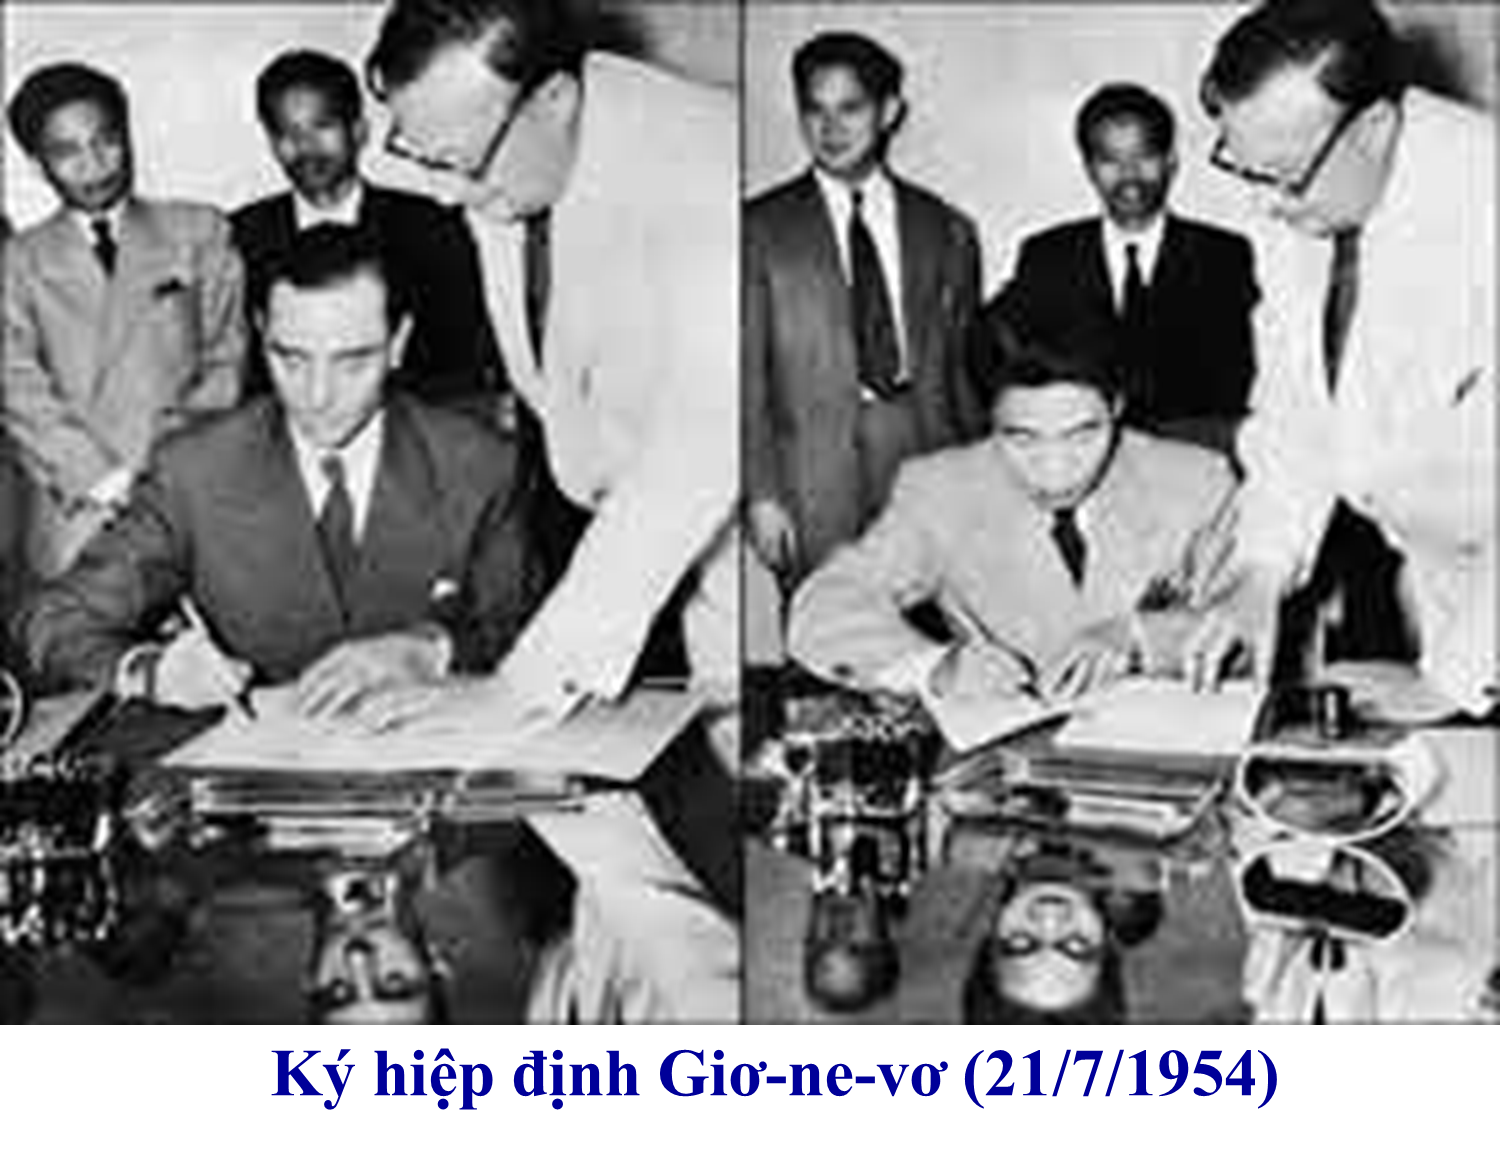 Ký hiệp định Giơ-ne-vơ (21/7/1954)